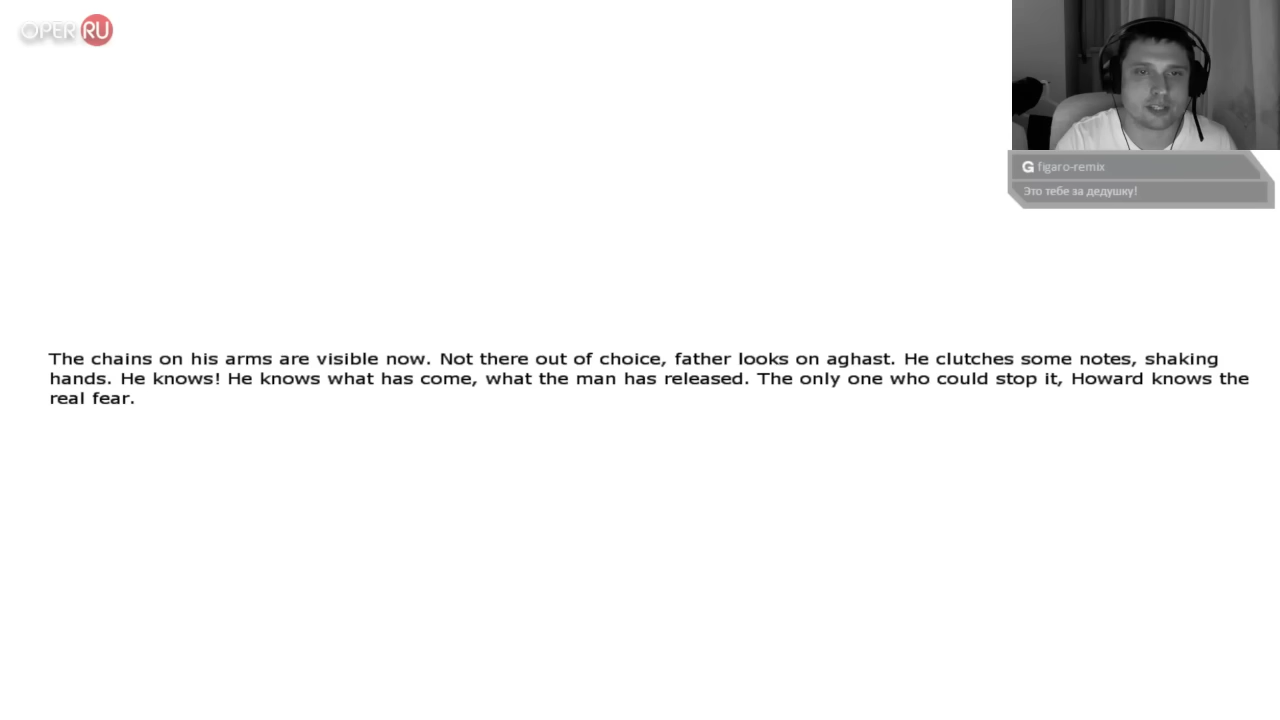 OPER RU
G figaro-remix
Это тебе за дедушку!
The chains on his arms are visible now. Not there out of choice, father looks on aghast. He clutches some notes, shaking
hands. He knows! He knows what has come, what the man has released. The only one who could stop it, Howard knows the
real fear.